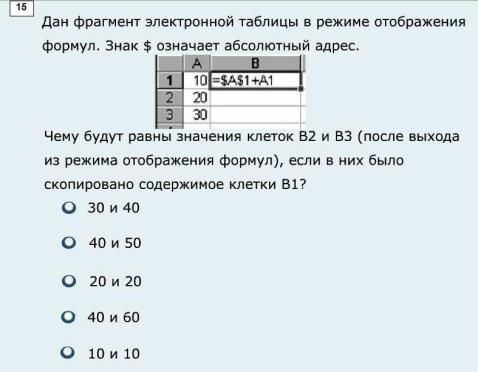 15
Дан фрагмент электронной таблицы в режиме отображения
формул. Знак $ означает абсолютный адрес.
A B
1 10 =$A$1+A1
2 20
3 30
Чему будут равны значения клеток B2 и B3 (после выхода
из режима отображения формул), если в них было
скопировано содержимое клетки B1?
30 и 40
40 и 50
20 и 20
40 и 60
10 и 10